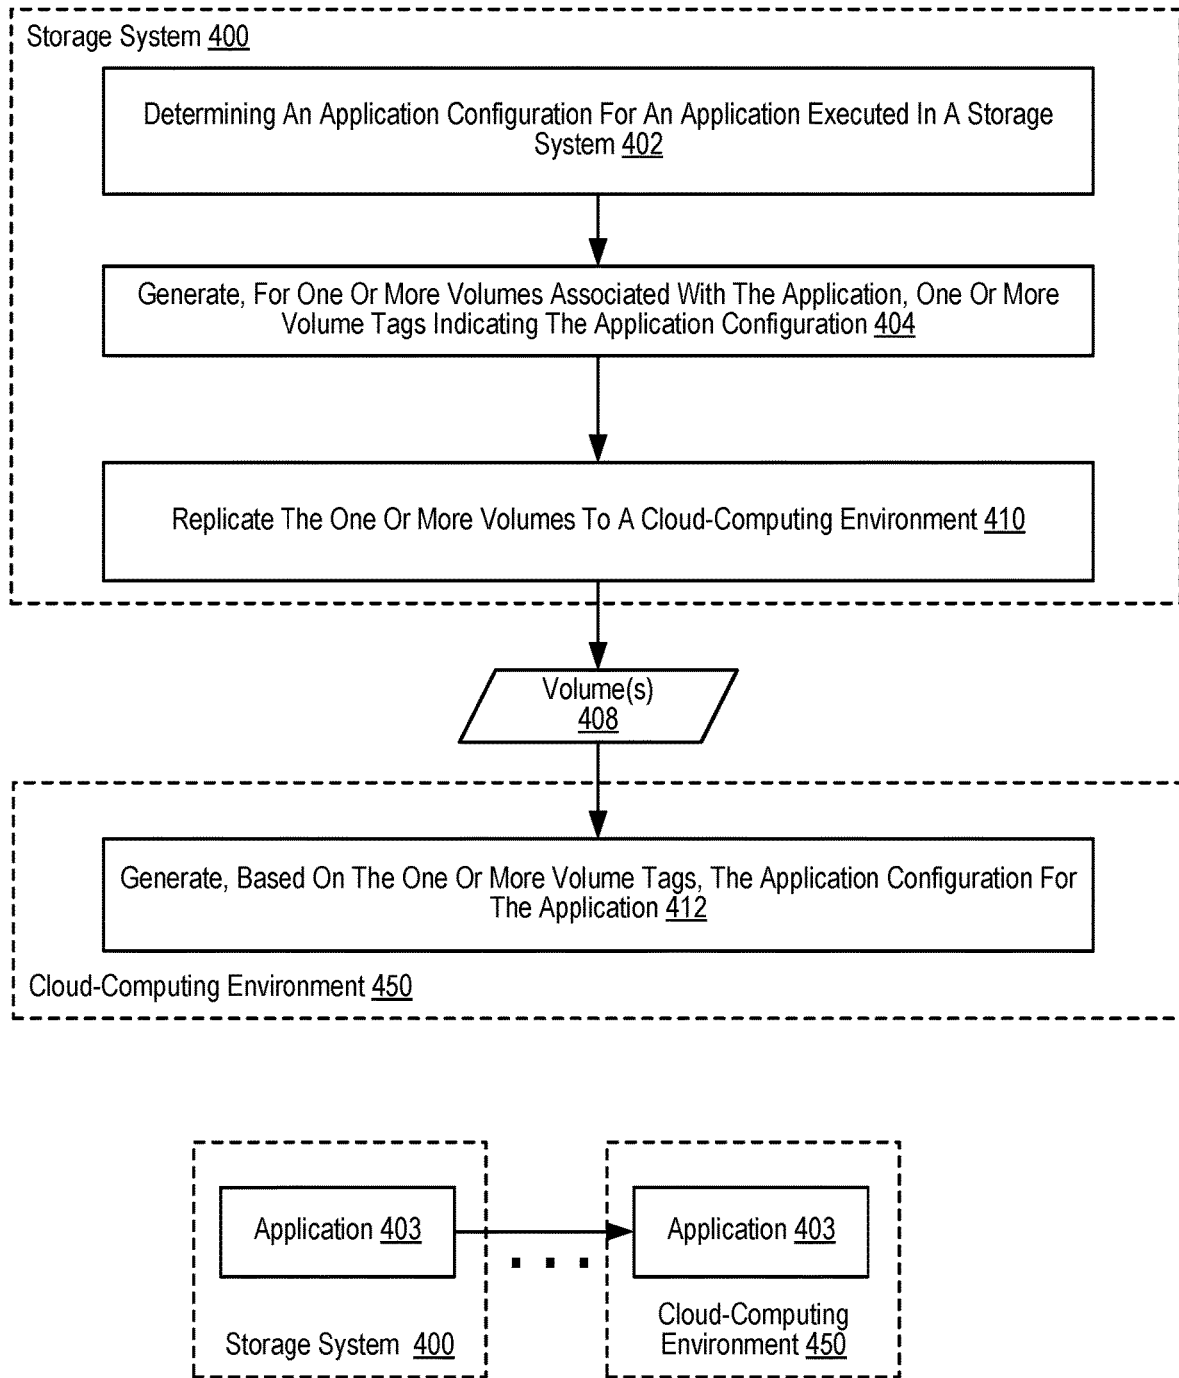 Storage System 400
Determining An Application Configuration For An Application Executed In A Storage
System 402
Generate, For One Or More Volumes Associated With The Application, One Or More
Volume Tags Indicating The Application Configuration 404
Replicate The One Or More Volumes To A Cloud-Computing Environment 410
Volume(s)
408
Generate, Based On The One Or More Volume Tags, The Application Configuration For
The Application 412
Cloud-Computing Environment 450
Application 403
Application 403
Storage System 400
Cloud-Computing
Environment 450